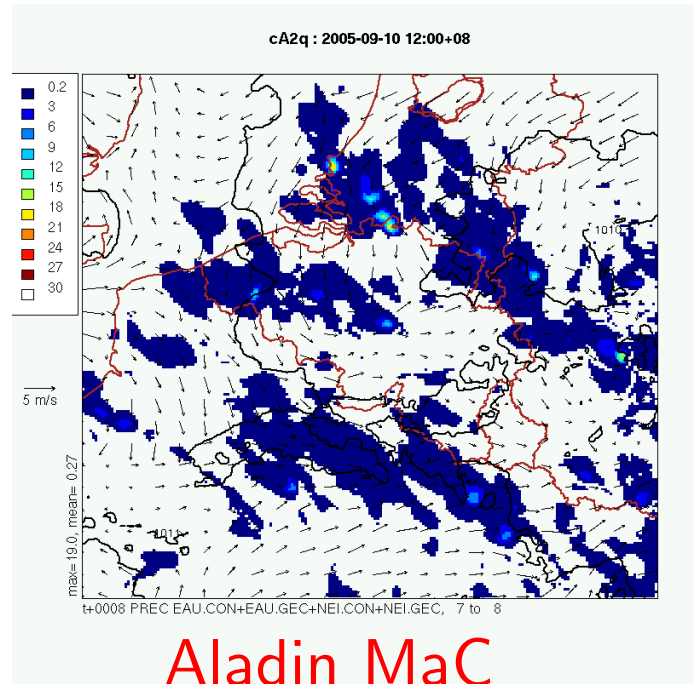 cA2q : 2005-09-10 12:00+08
0.2
3
6
9
12
15
18
21
24
27
30
1010
5 m/s
max=19.0, mean= 0.27
1011
t+0008 PREC EAU.CON+EAU.GEC+NEI.CON+NEI.GEC, 7 to 8
Aladin MaC